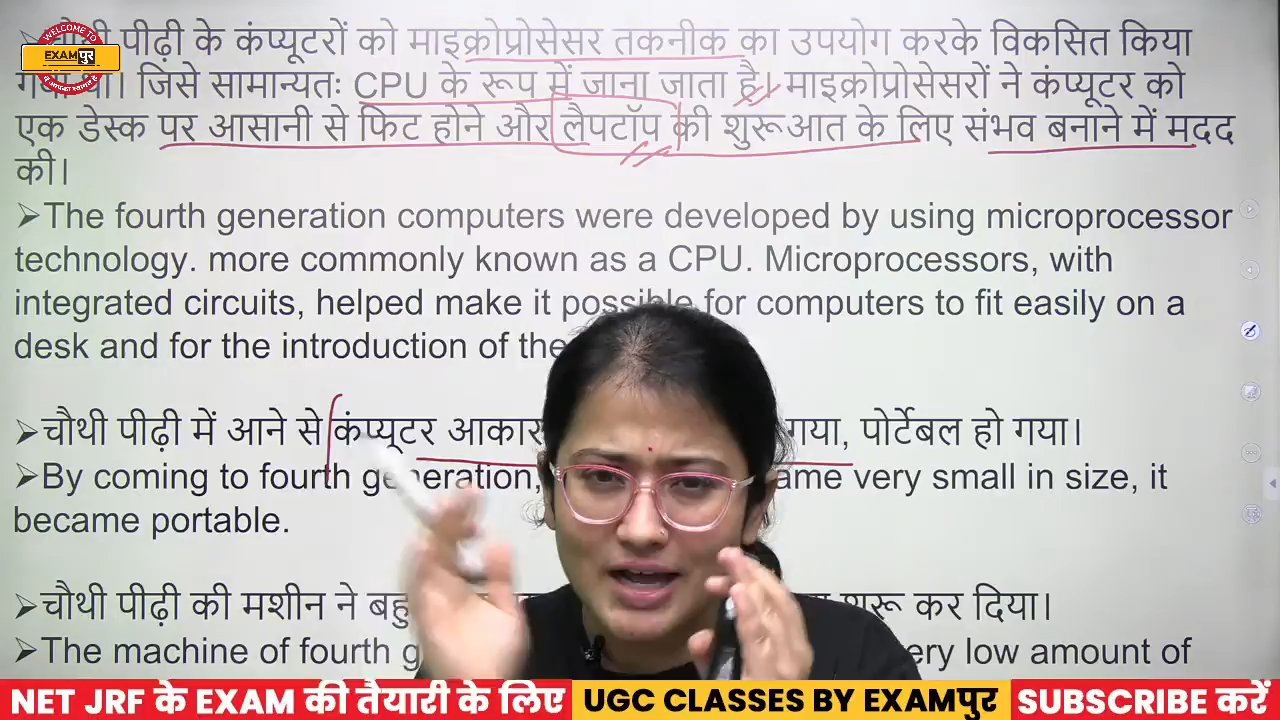 WELCOME TO
EXAMपुर
पीढ़ी के कंप्यूटरों को माइक्रोप्रोसेसर तकनीक का उपयोग करके विकसित किया
जिसे सामान्यतः CPU के रूप में जाना जाता है। माइक्रोप्रोसेसरों ने कंप्यूटर को
एक डेस्क पर आसानी से फिट होने और लैपटॉप की शुरूआत के लिए संभव बनाने में मदद
की।
➢The fourth generation computers were developed by using microprocessor
technology. more commonly known as a CPU. Microprocessors, with
integrated circuits, helped make it possible for computers to fit easily on a
desk and for the introduction of the
➢चौथी पीढ़ी में आने से कंप्यूटर आकार गया, पोर्टेबल हो गया।
➢By coming to fourth generation, very small in size, it
became portable.
➢चौथी पीढ़ी की मशीन ने शुरू कर दिया।
➢The machine of fourth low amount of
NET JRF के EXAM की तैयारी के लिए UGC CLASSES BY EXAMपुर SUBSCRIBE करें